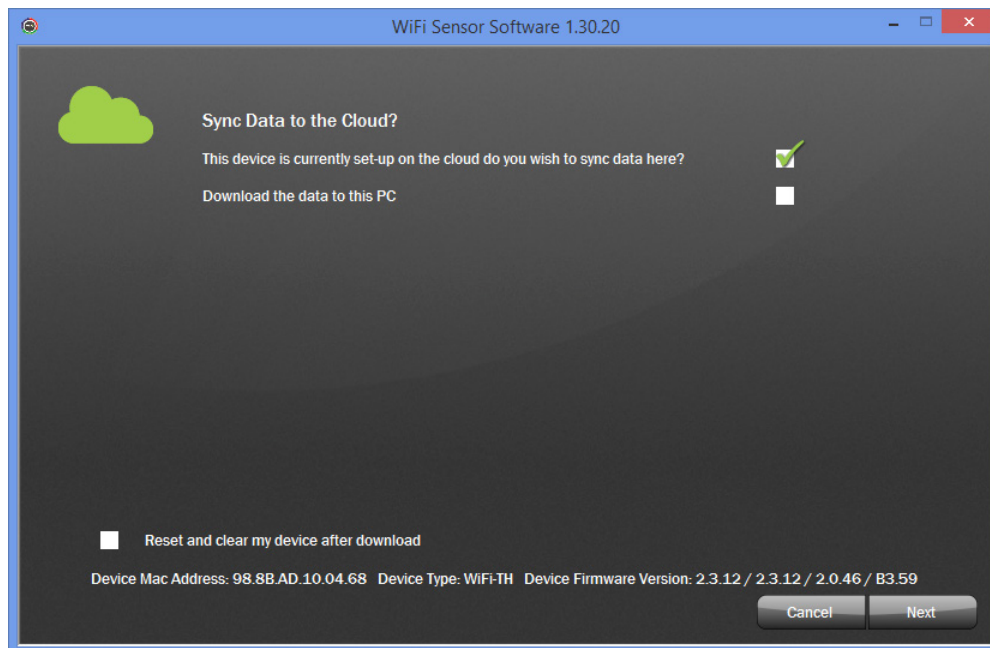 WiFi Sensor Software 1.30.20
Sync Data to the Cloud?
This device is currently set-up on the cloud do you wish to sync data here?
Download the data to this PC
Reset and clear my device after download
Device Mac Address: 98.8B.AD.10.04.68 Device Type: WiFi-TH Device Firmware Version: 2.3.12 / 2.3.12 / 2.0.46 / B3.59
Cancel Next